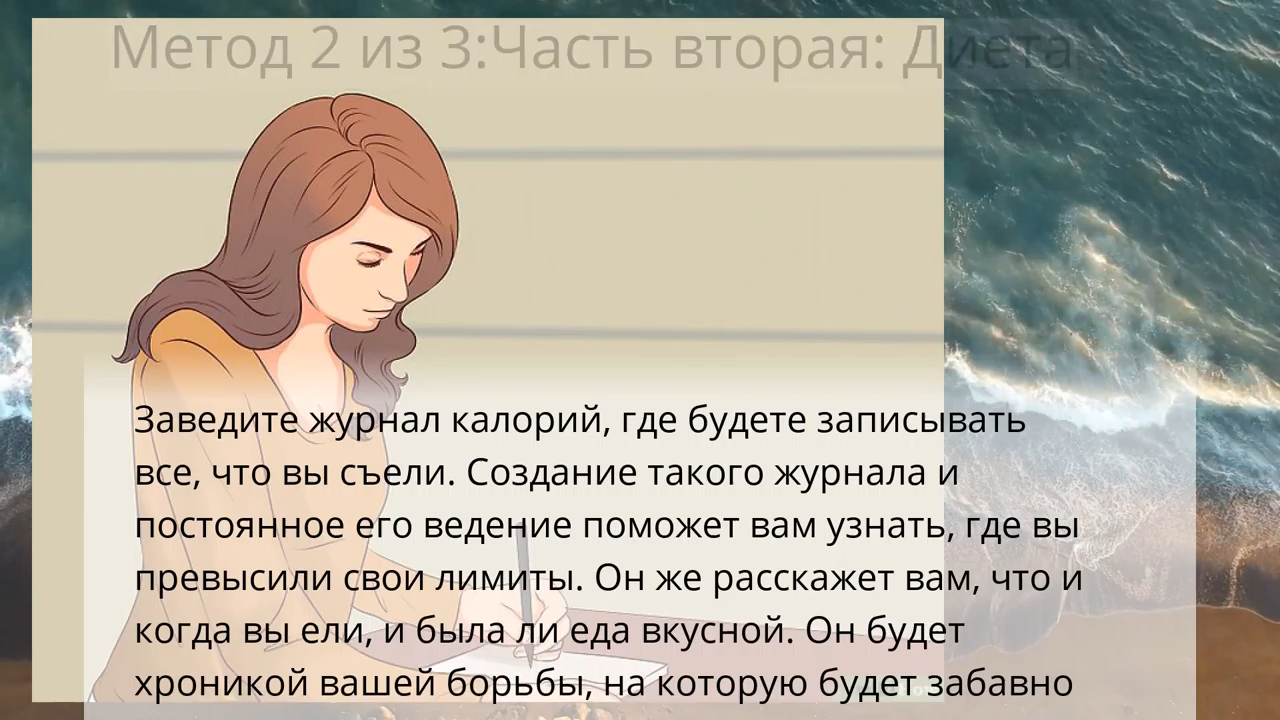 Метод 2 из 3:Часть вторая: Диета
Заведите журнал калорий, где будете записывать
все, что вы съели. Создание такого журнала и
постоянное его ведение поможет вам узнать, где вы
превысили свои лимиты. Он же расскажет вам, что и
когда вы ели, и была ли еда вкусной. Он будет
хроникой вашей борьбы, на которую будет забавно